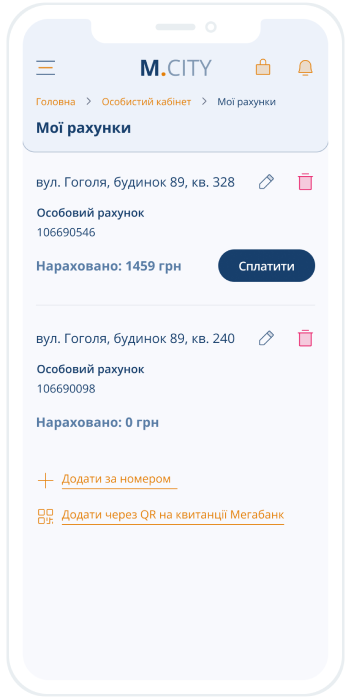 M.CITY
Головна > Особистий кабінет > Мої рахунки
Мої рахунки
вул. Гоголя, будинок 89, кв. 328
Особовий рахунок
106690546
Нараховано: 1459 грн
Сплатити
вул. Гоголя, будинок 89, кв. 240
Особовий рахунок
106690098
Нараховано: 0 грн
Додати за номером
Додати через QR на квитанції Мегабанк